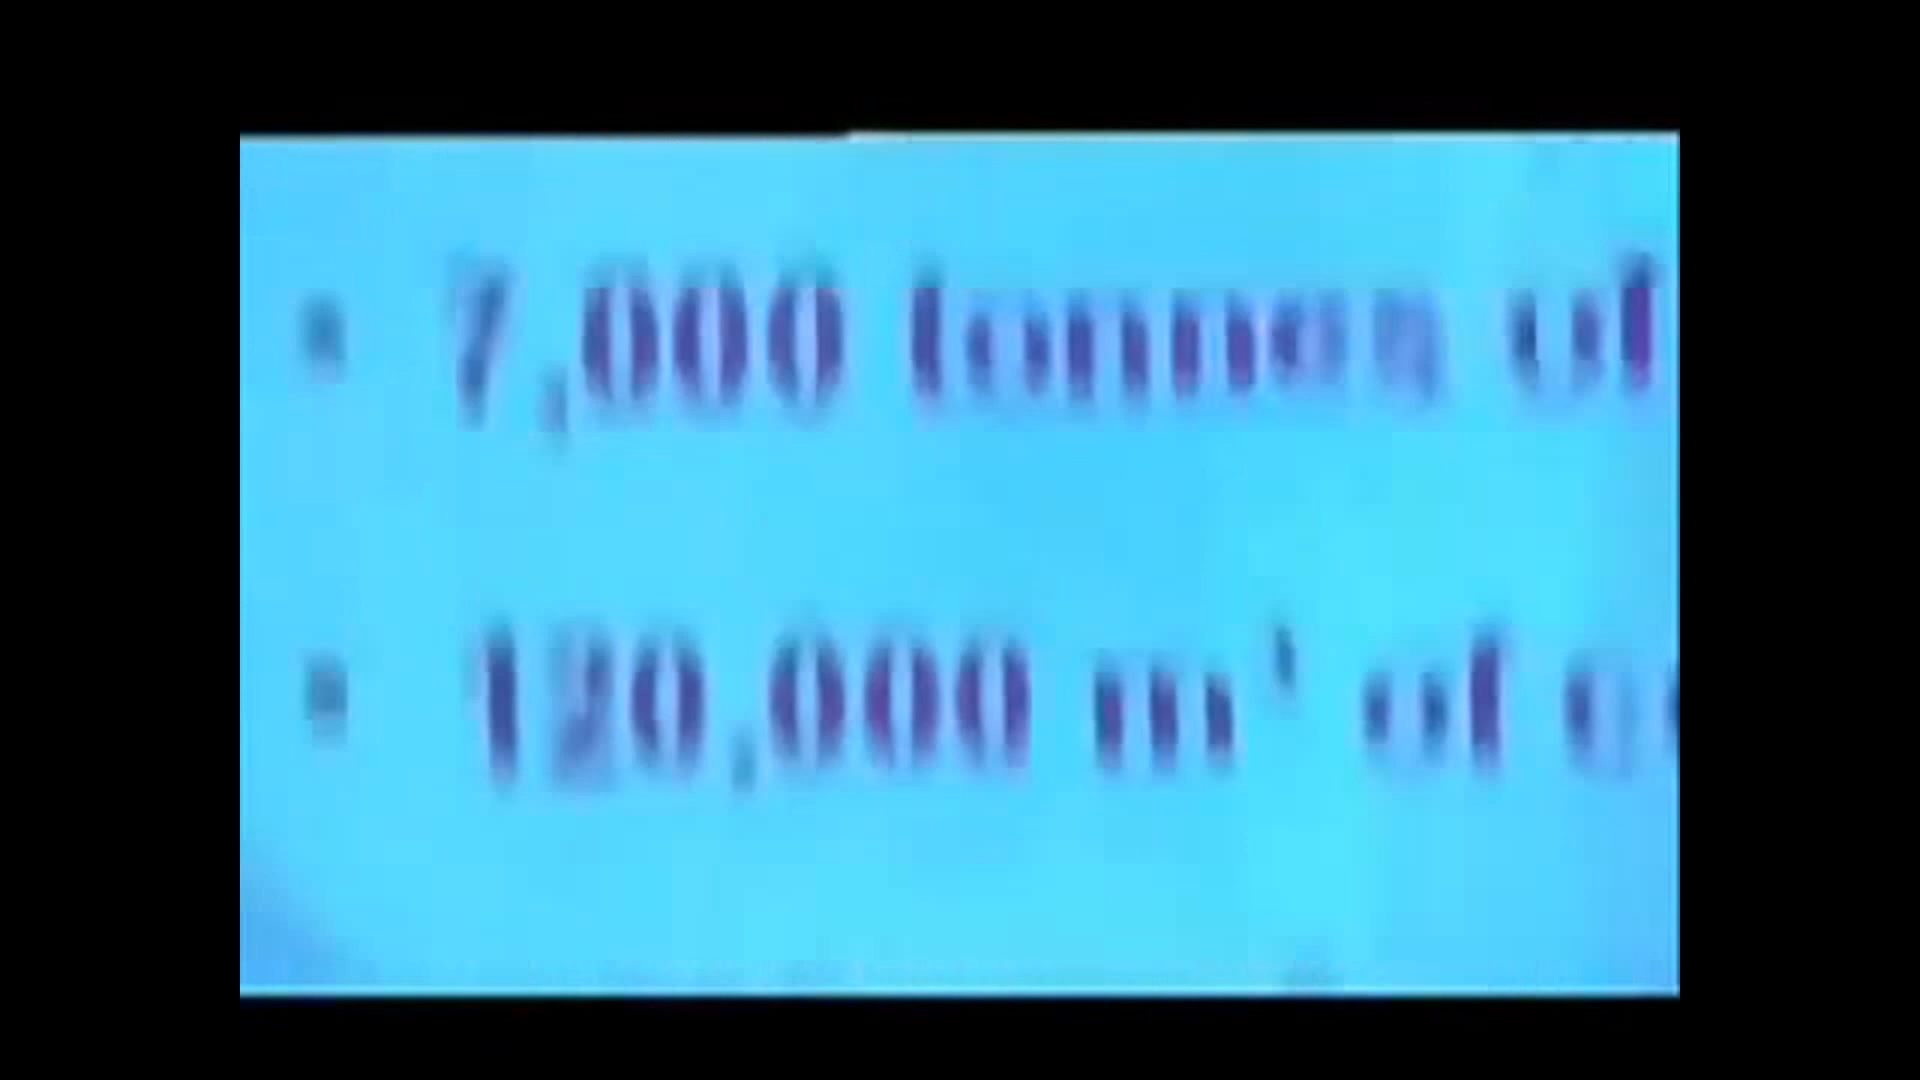 • 7,000 tonnes of
• 120,000 m³ of